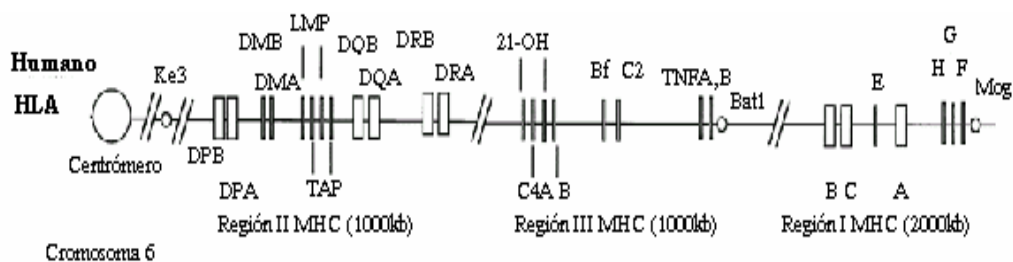 LMP G
DMB DQB DRB 21-OH
Humano Ke3 DMA DQA DRA Bf C2 TNFA,B E H F Mog
HLA Bat1
Centrómero DPB
DPA TAP C4A B B C A
Región II MHC (1000kb) Región III MHC (1000kb) Región I MHC (2000kb)
Cromosoma 6